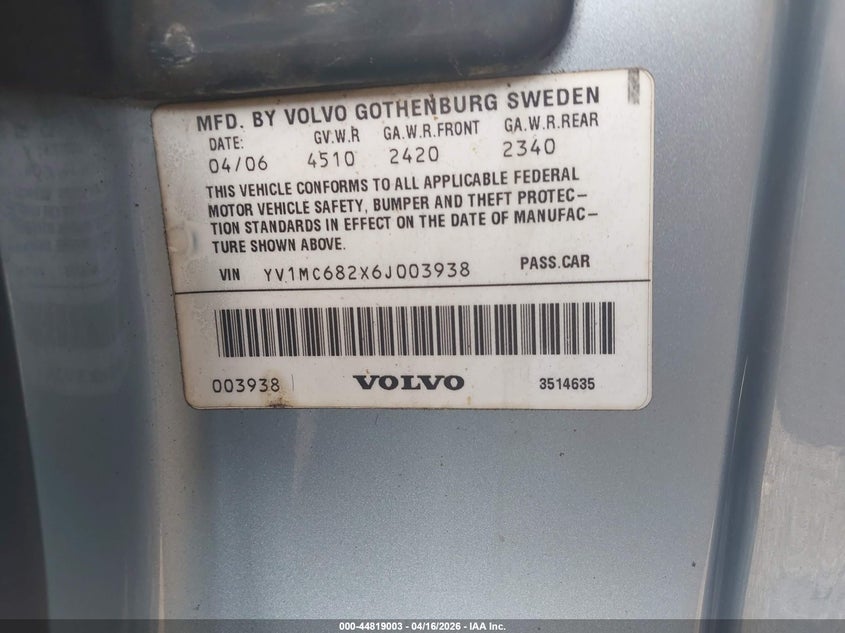 MFD. BY VOLVO GOTHENBURG SWEDEN
DATE: G.V.W.R GA.W.R.FRONT GA.W.R.REAR
04/06 4510 2420 2340
THIS VEHICLE CONFORMS TO ALL APPLICABLE FEDERAL
MOTOR VEHICLE SAFETY, BUMPER AND THEFT PROTEC-
TION STANDARDS IN EFFECT ON THE DATE OF MANUFAC-
TURE SHOWN ABOVE.
VIN YV1MC682X6J003938 PASS.CAR
003938 VOLVO 3514635
000-44819003 - 04/16/2026 - IAA Inc.